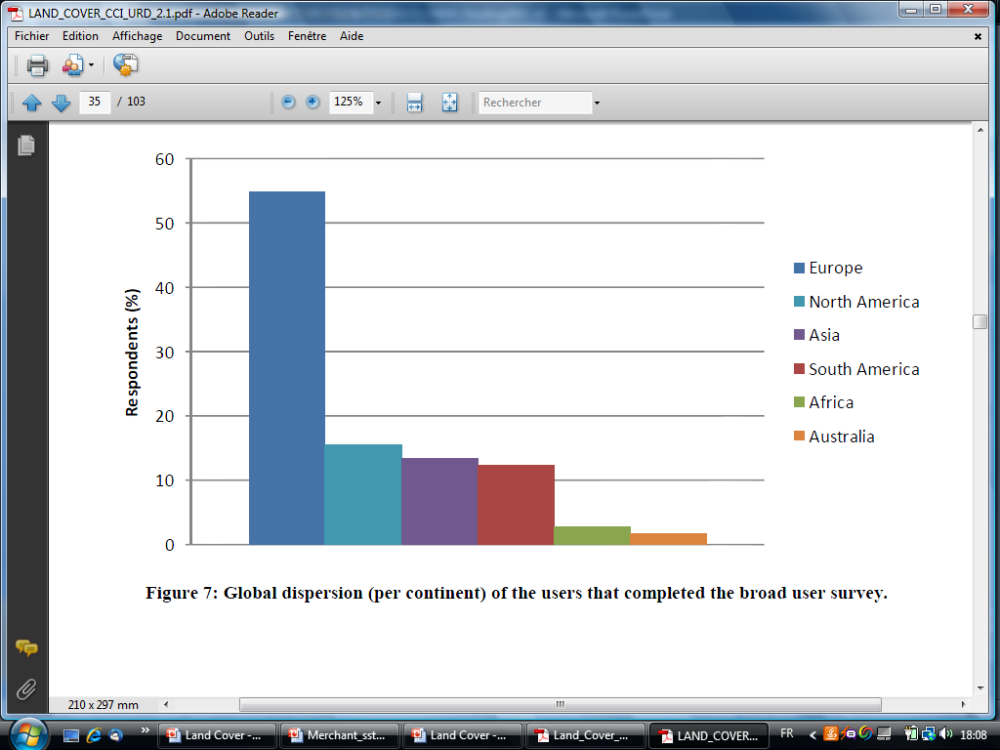 LAND_COVER_CCI_URD_2.1.pdf - Adobe Reader
Fichier Edition Affichage Document Outils Fenêtre Aide
35 / 103 125% Rechercher
60
50
40
30
20
10
0
Respondents (%)
Europe
North America
Asia
South America
Africa
Australia
Figure 7: Global dispersion (per continent) of the users that completed the broad user survey.
210 x 297 mm
Land Cover -... Merchant_sst... Land Cover -... Land_Cover_... LAND_COVER... FR 18:08